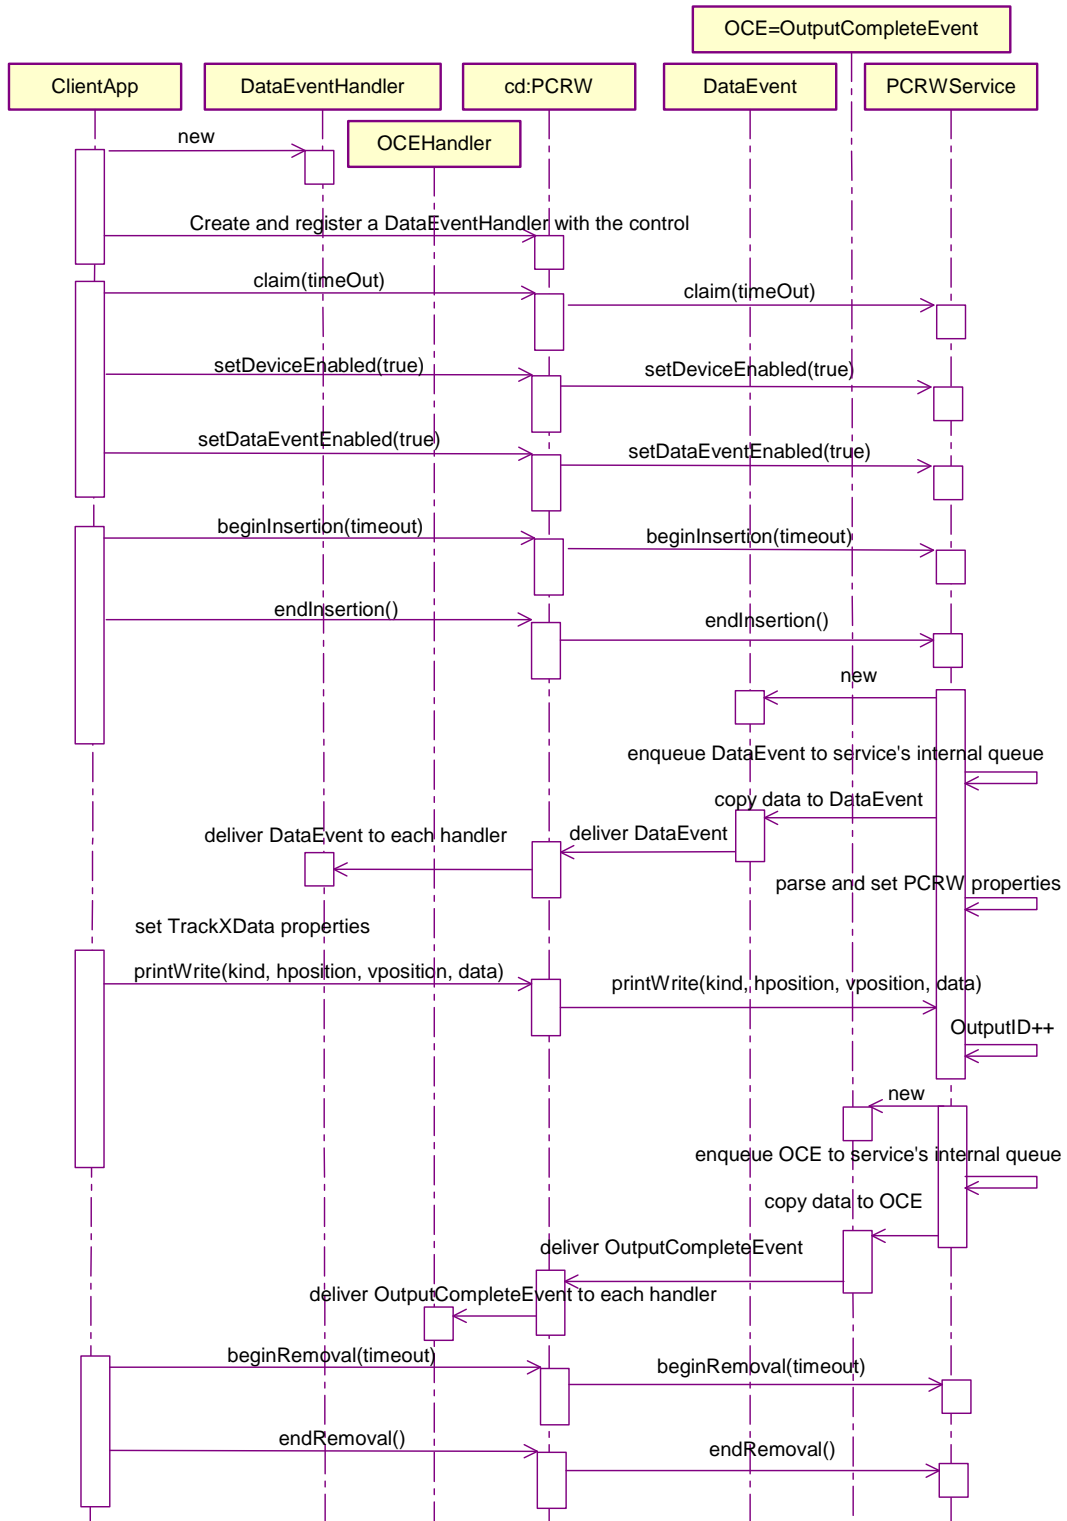 OCE=OutputCompleteEvent
ClientApp
DataEventHandler
cd:PCRW
DataEvent
PCRWService
OCEHandler
new
Create and register a DataEventHandler with the control
claim(timeOut)
claim(timeOut)
setDeviceEnabled(true)
setDeviceEnabled(true)
setDataEventEnabled(true)
setDataEventEnabled(true)
beginInsertion(timeout)
beginInsertion(timeout)
endInsertion()
endInsertion()
new
enqueue DataEvent to service's internal queue
copy data to DataEvent
deliver DataEvent
deliver DataEvent to each handler
parse and set PCRW properties
set TrackXData properties
printWrite(kind, hposition, vposition, data)
printWrite(kind, hposition, vposition, data)
OutputID++
new
enqueue OCE to service's internal queue
copy data to OCE
deliver OutputCompleteEvent
deliver OutputCompleteEvent to each handler
beginRemoval(timeout)
beginRemoval(timeout)
endRemoval()
endRemoval()